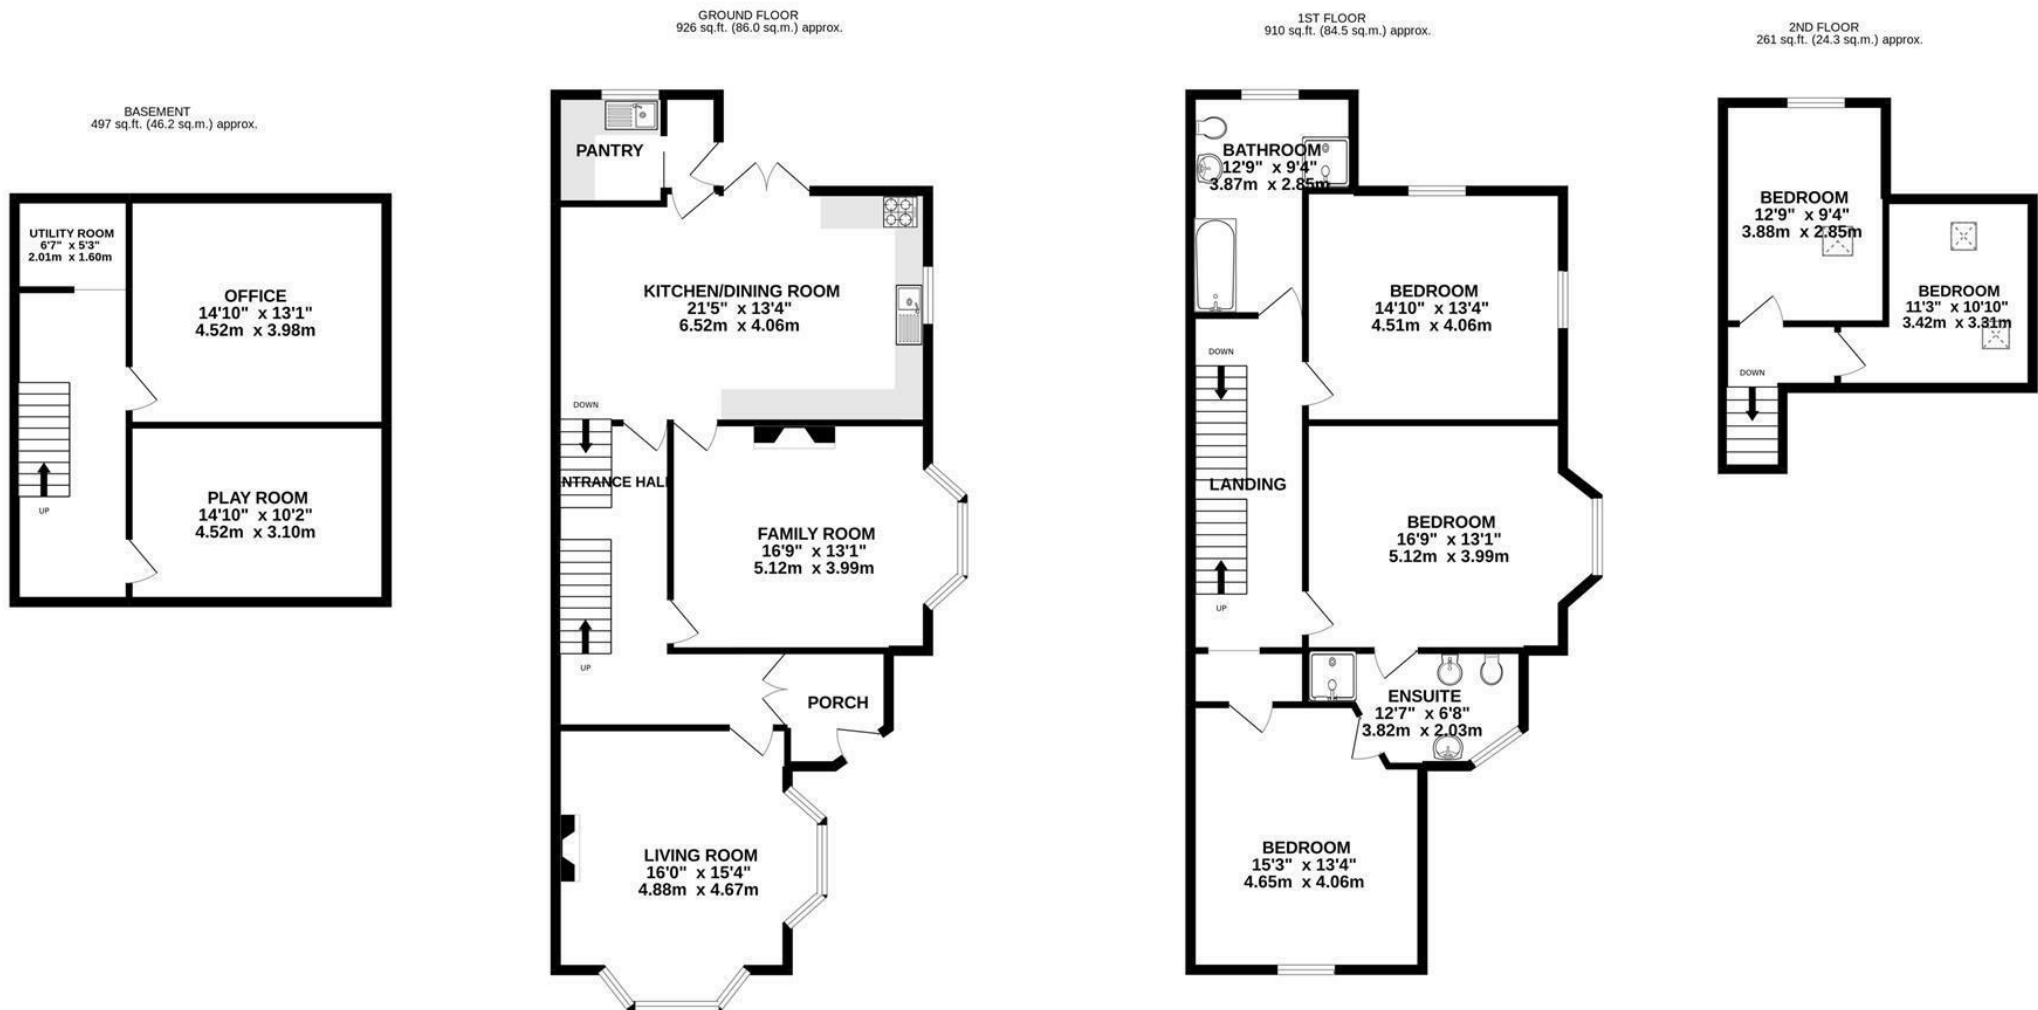 BASEMENT
497 sq.ft. (46.2 sq.m.) approx.
UTILITY ROOM
6'7" x 5'3"
2.01m x 1.60m
OFFICE
14'10" x 13'1"
4.52m x 3.98m
UP
PLAY ROOM
14'10" x 10'2"
4.52m x 3.10m
GROUND FLOOR
926 sq.ft. (86.0 sq.m.) approx.
PANTRY
KITCHEN/DINING ROOM
21'5" x 13'4"
6.52m x 4.06m
DOWN
NTRANCE HAL
FAMILY ROOM
16'9" x 13'1"
5.12m x 3.99m
UP
PORCH
LIVING ROOM
16'0" x 15'4"
4.88m x 4.67m
1ST FLOOR
910 sq.ft. (84.5 sq.m.) approx.
BATHROOM
12'9" x 9'4"
3.87m x 2.85m
BEDROOM
14'10" x 13'4"
4.51m x 4.06m
DOWN
LANDING
BEDROOM
16'9" x 13'1"
5.12m x 3.99m
UP
ENSUITE
12'7" x 6'8"
3.82m x 2.03m
BEDROOM
15'3" x 13'4"
4.65m x 4.06m
2ND FLOOR
261 sq.ft. (24.3 sq.m.) approx.
BEDROOM
12'9" x 9'4"
3.88m x 2.85m
BEDROOM
11'3" x 10'10"
3.42m x 3.31m
DOWN